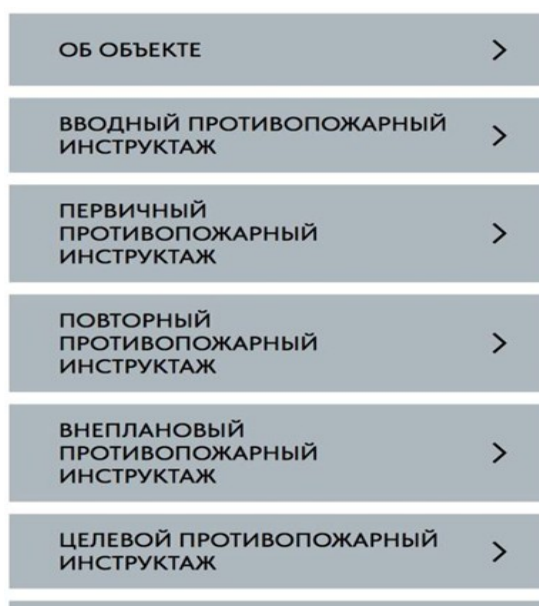 ОБ ОБЪЕКТЕ
ВВОДНЫЙ ПРОТИВОПОЖАРНЫЙ
ИНСТРУКТАЖ
ПЕРВИЧНЫЙ
ПРОТИВОПОЖАРНЫЙ
ИНСТРУКТАЖ
ПОВТОРНЫЙ
ПРОТИВОПОЖАРНЫЙ
ИНСТРУКТАЖ
ВНЕПЛАНОВЫЙ
ПРОТИВОПОЖАРНЫЙ
ИНСТРУКТАЖ
ЦЕЛЕВОЙ ПРОТИВОПОЖАРНЫЙ
ИНСТРУКТАЖ